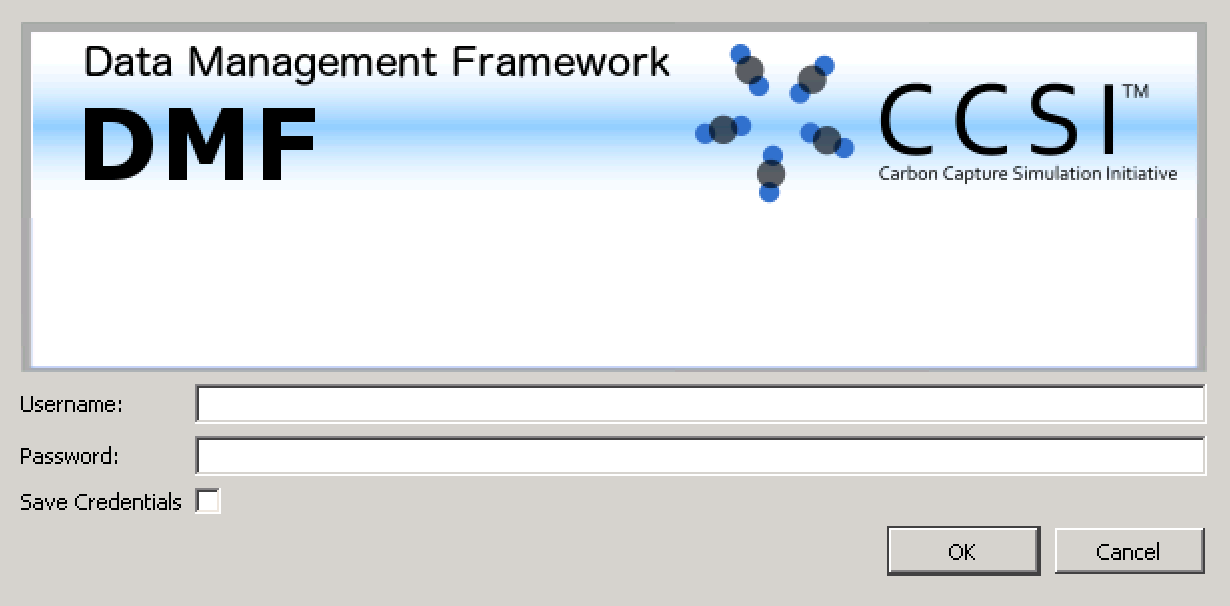 Data Management Framework
DMF
CCSI™
Carbon Capture Simulation Initiative
Username:
Password:
Save Credentials
OK
Cancel